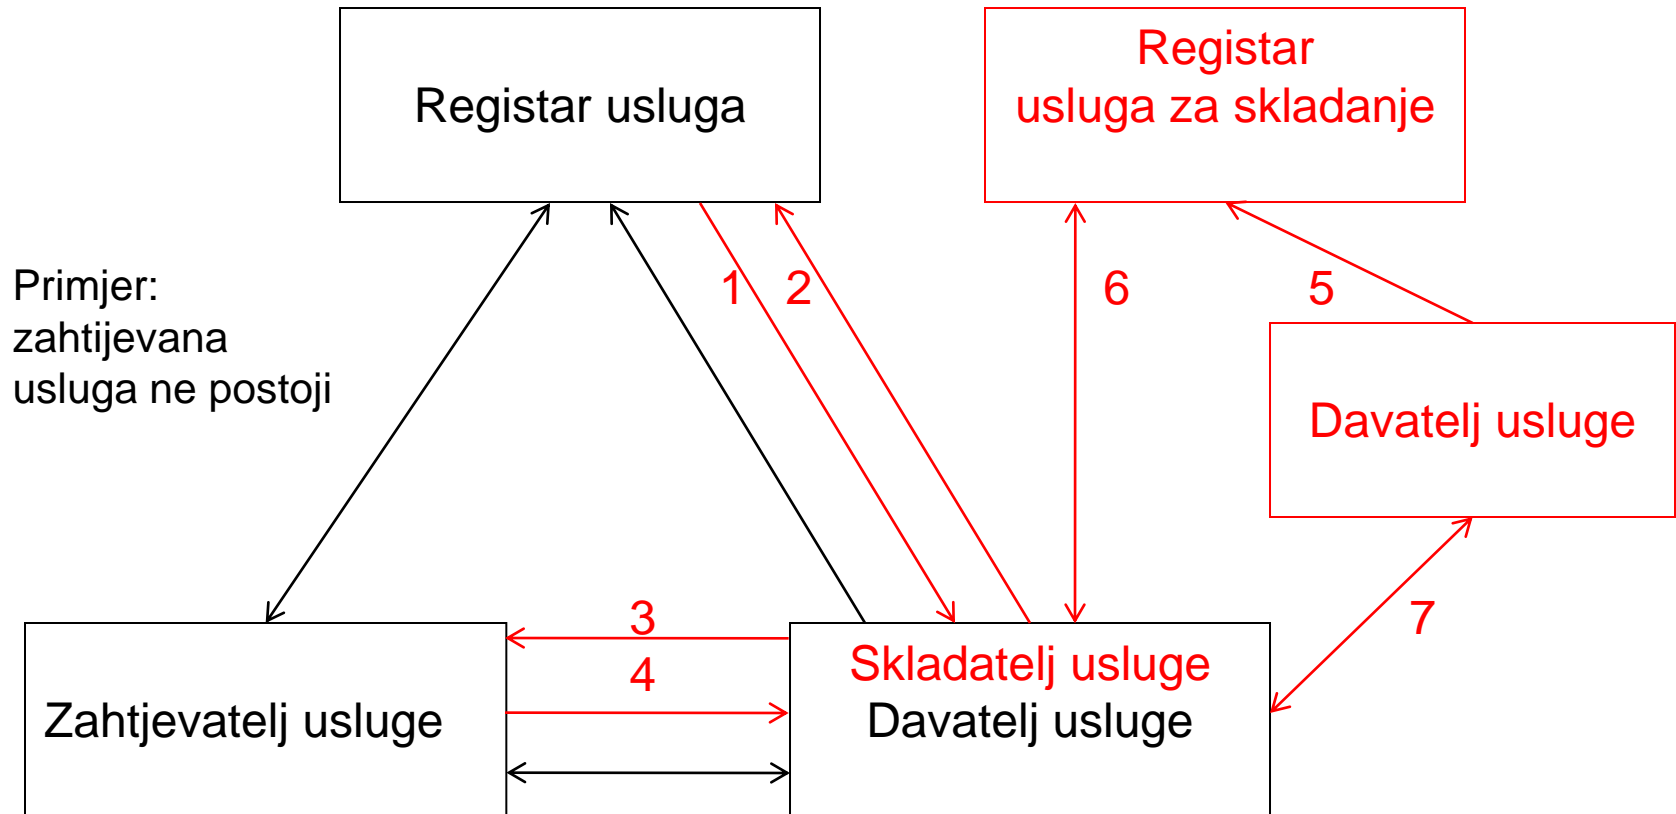 Registar usluga
Registar
usluga za skladanje
Primjer:
zahtijevana
usluga ne postoji
1
2
6
5
Davatelj usluge
3
4
7
Zahtjevatelj usluge
Skladatelj usluge
Davatelj usluge